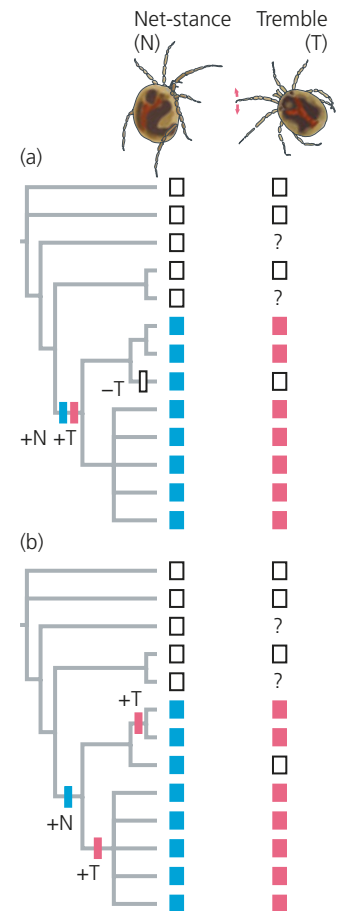 Net-stance Tremble
(N) (T)
(a)
?
?
–T
+N +T
(b)
?
?
+T
+N
+T